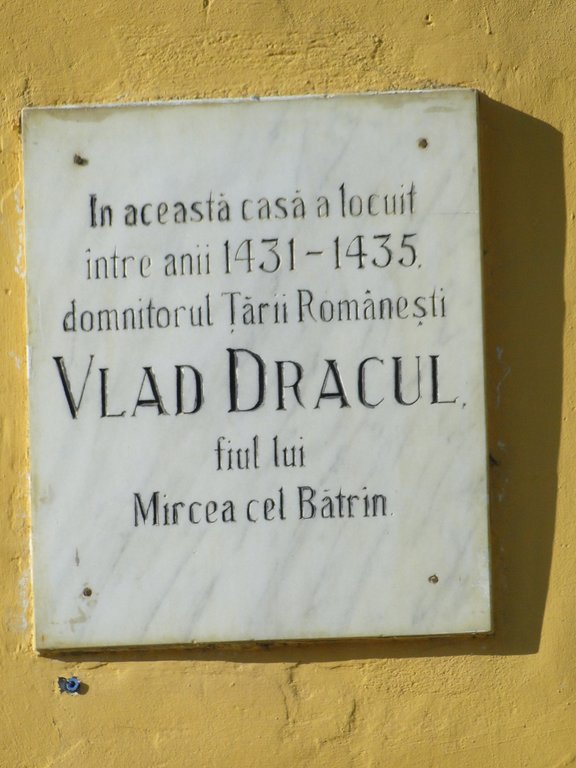 In această casă a locuit
între anii 1431-1435,
domnitorul Țării Românești
VLAD DRACUL,
fiul lui
Mircea cel Bătrîn.